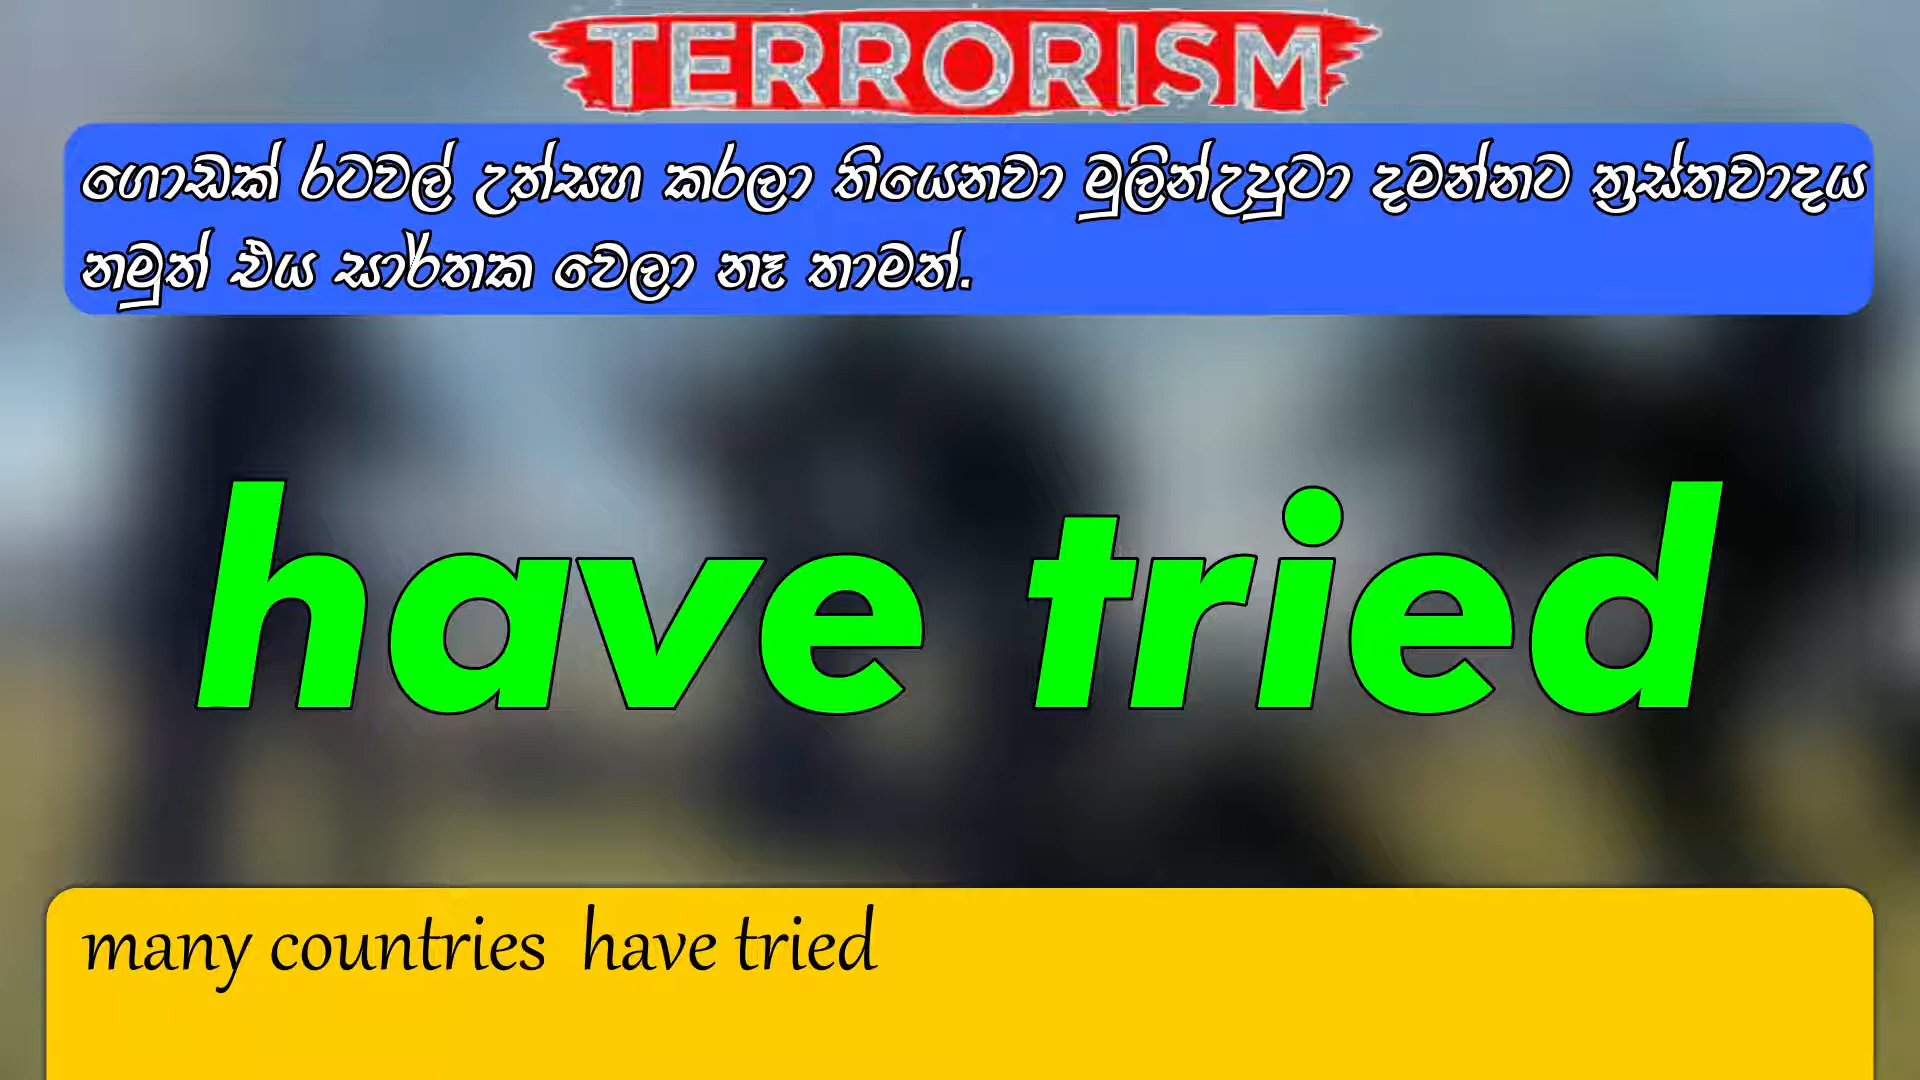 TERRORISM
ගොඩක් රටවල් උත්සහ කරලා තියෙනවා මුලින්උපුටා දමන්නට ත්‍රස්තවාදය
නමුත් එය සාර්තක වෙලා නෑ තාමත්.
have tried
many countries have tried